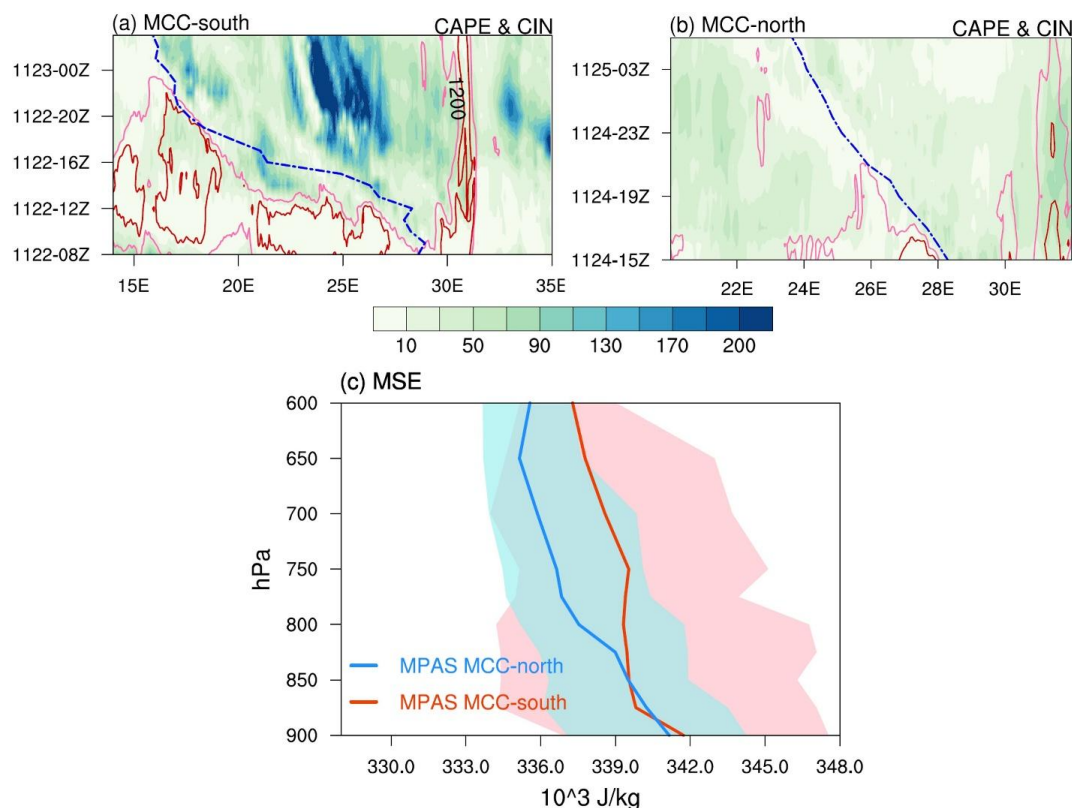 (a) MCC-south CAPE & CIN
1123-00Z
1122-20Z
1122-16Z
1122-12Z
1122-08Z
1200
15E 20E 25E 30E 35E
(b) MCC-north CAPE & CIN
1125-03Z
1124-23Z
1124-19Z
1124-15Z
22E 24E 26E 28E 30E
10 50 90 130 170 200
(c) MSE
600
650
700
750
800
850
900
hPa
MPAS MCC-north
MPAS MCC-south
330.0 333.0 336.0 339.0 342.0 345.0 348.0
10^3 J/kg